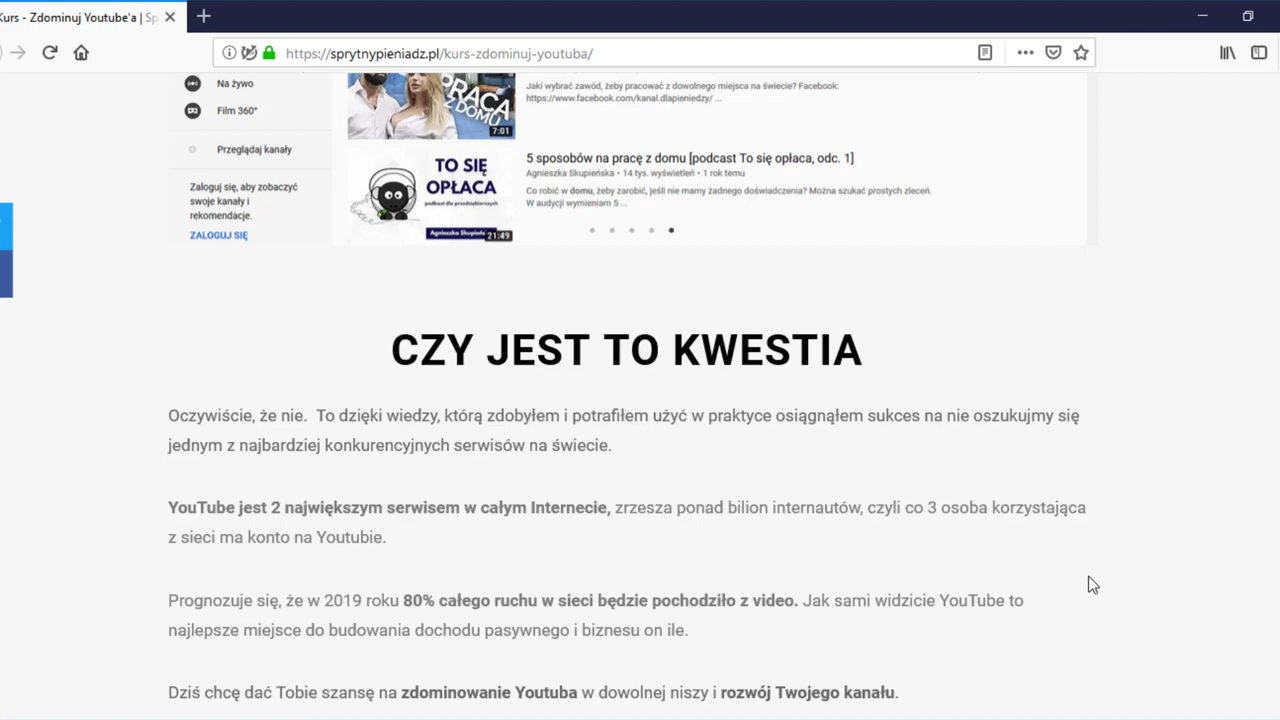 Kurs - Zdominuj Youtube'a | Sp
https://sprytnypieniadz.pl/kurs-zdominuj-youtuba/
Na żywo
Film 360°
Przeglądaj kanały
Zaloguj się, aby zobaczyć
swoje kanały i
rekomendacje.
ZALOGUJ SIĘ
PRACA
Z DOMU
7:01
Jaki wybrać zawód, żeby pracować z dowolnego miejsca na świecie? Facebook:
https://www.facebook.com/kanal.dlapieniedzy/ ...
TO SIĘ
OPŁACA
podcast dla przedsiębiorczych
Agnieszka Skupień
21:49
5 sposobów na pracę z domu [podcast To się opłaca, odc. 1]
Agnieszka Skupieńska • 14 tys. wyświetleń • 1 rok temu
Co robić w domu, żeby zarobić, jeśli nie mamy żadnego doświadczenia? Można szukać prostych zleceń.
W audycji wymieniam 5 ...
CZY JEST TO KWESTIA
Oczywiście, że nie. To dzięki wiedzy, którą zdobyłem i potrafiłem użyć w praktyce osiągnąłem sukces na nie oszukujmy się
jednym z najbardziej konkurencyjnych serwisów na świecie.
YouTube jest 2 największym serwisem w całym Internecie, zrzesza ponad bilion internautów, czyli co 3 osoba korzystająca
z sieci ma konto na Youtubie.
Prognozuje się, że w 2019 roku 80% całego ruchu w sieci będzie pochodziło z video. Jak sami widzicie YouTube to
najlepsze miejsce do budowania dochodu pasywnego i biznesu on ile.
Dziś chcę dać Tobie szansę na zdominowanie Youtuba w dowolnej niszy i rozwój Twojego kanału.